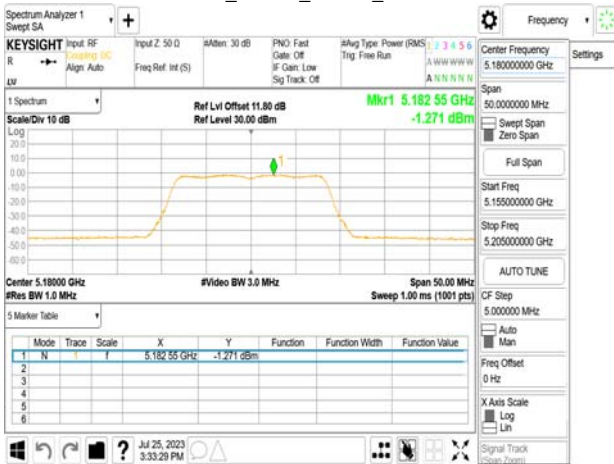 Spectrum Analyzer 1
Swept SA
+
Frequency
KEYSIGHT
R
LVI
Input: RF
Coupling: DC
Align: Auto
Input Z: 50 Ω
Freq Ref: Int (S)
#Atten: 30 dB
PNO: Fast
Gate: Off
IF Gain: Low
Sig Track: Off
#Avg Type: Power (RMS
Trig: Free Run
1 2 3 4 5 6
A W W W W W
A N N N N N
Center Frequency
5.180000000 GHz
Settings
Span
50.0000000 MHz
Swept Span
Zero Span
Full Span
Start Freq
5.155000000 GHz
Stop Freq
5.205000000 GHz
AUTO TUNE
CF Step
5.000000 MHz
Auto
Man
Freq Offset
0 Hz
X Axis Scale
Log
Lin
Signal Track
(Span Zoom)
1 Spectrum
Scale/Div 10 dB
Ref Lvl Offset 11.80 dB
Ref Level 30.00 dBm
Mkr1 5.182 55 GHz
-1.271 dBm
Log
20.0
10.0
0.00
-10.0
-20.0
-30.0
-40.0
-50.0
-60.0
1
Center 5.18000 GHz
#Res BW 1.0 MHz
#Video BW 3.0 MHz
Span 50.00 MHz
Sweep 1.00 ms (1001 pts)
5 Marker Table
Mode Trace Scale X Y Function Function Width Function Value
1 N 1 f 5.182 55 GHz -1.271 dBm
2
3
4
5
6
?
Jul 25, 2023
3:33:29 PM